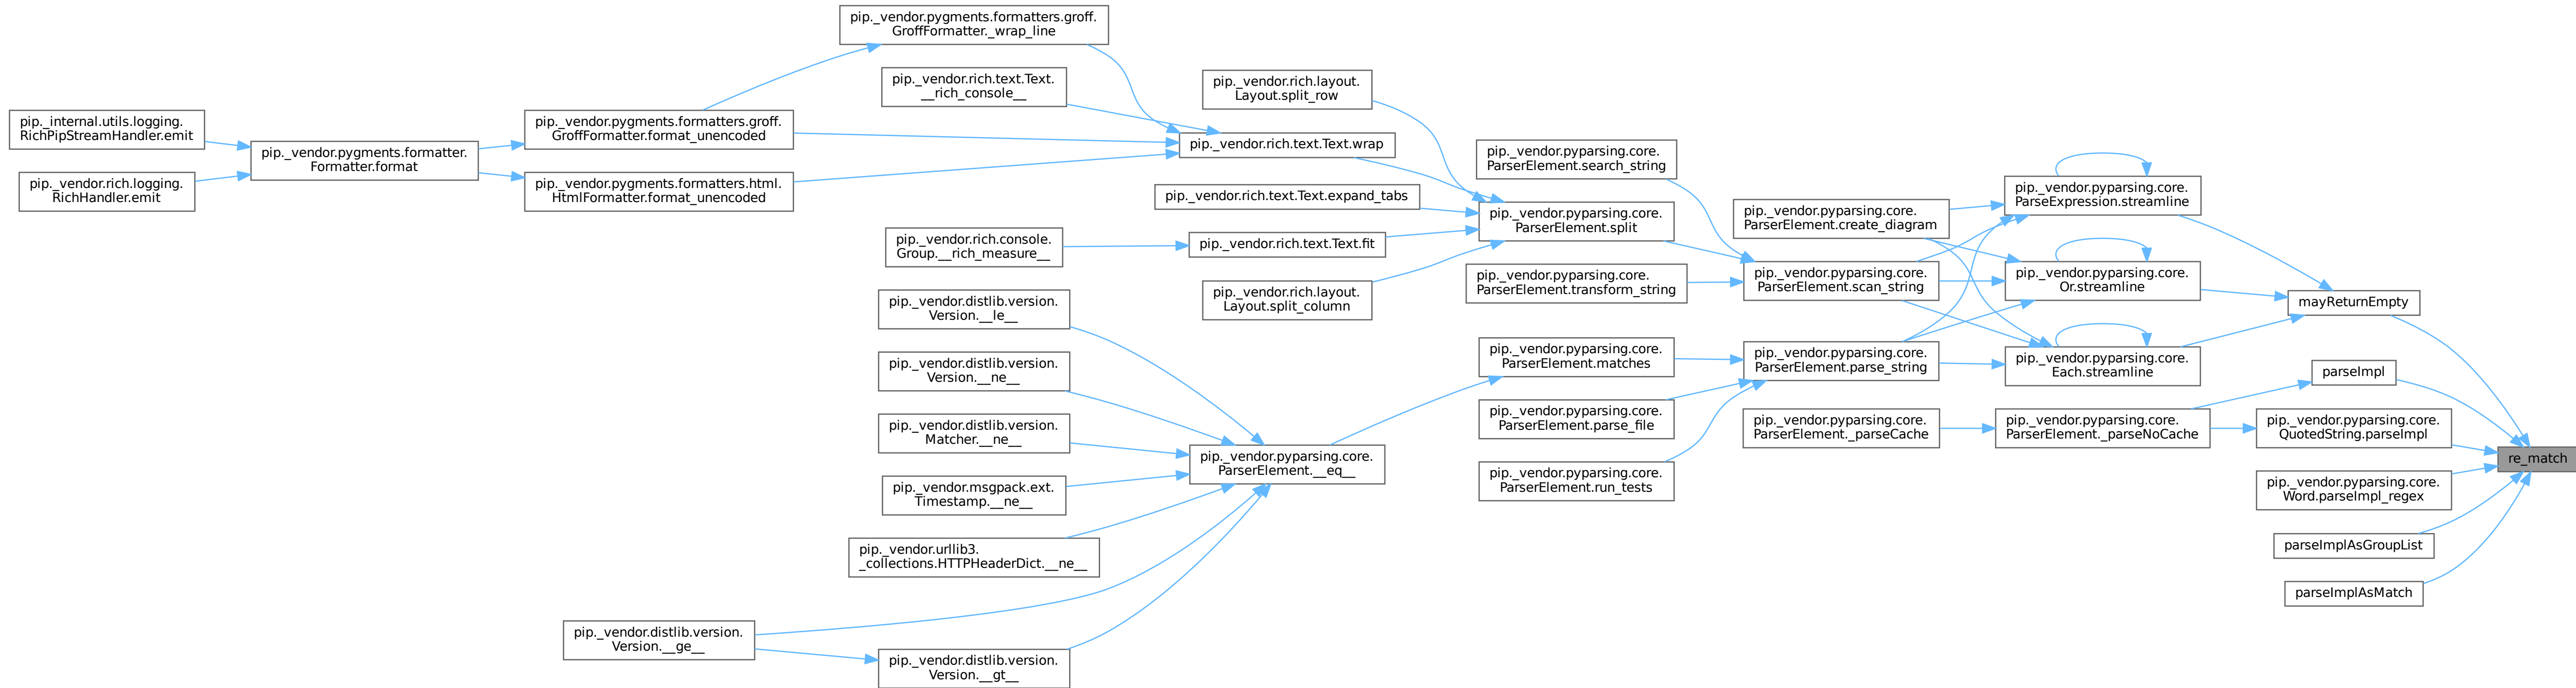 pip._internal.utils.logging.
RichPipStreamHandler.emit
pip._vendor.rich.logging.
RichHandler.emit
pip._vendor.pygments.formatter.
Formatter.format
pip._vendor.pygments.formatters.groff.
GroffFormatter.format_unencoded
pip._vendor.pygments.formatters.html.
HtmlFormatter.format_unencoded
pip._vendor.distlib.version.
Version.__ge__
pip._vendor.pygments.formatters.groff.
GroffFormatter._wrap_line
pip._vendor.rich.text.Text.
__rich_console__
pip._vendor.rich.console.
Group.__rich_measure__
pip._vendor.distlib.version.
Version.__le__
pip._vendor.distlib.version.
Version.__ne__
pip._vendor.distlib.version.
Matcher.__ne__
pip._vendor.msgpack.ext.
Timestamp.__ne__
pip._vendor.urllib3.
_collections.HTTPHeaderDict.__ne__
pip._vendor.distlib.version.
Version.__gt__
pip._vendor.rich.layout.
Layout.split_row
pip._vendor.rich.text.Text.wrap
pip._vendor.rich.text.Text.expand_tabs
pip._vendor.rich.text.Text.fit
pip._vendor.rich.layout.
Layout.split_column
pip._vendor.pyparsing.core.
ParserElement.__eq__
pip._vendor.pyparsing.core.
ParserElement.search_string
pip._vendor.pyparsing.core.
ParserElement.split
pip._vendor.pyparsing.core.
ParserElement.transform_string
pip._vendor.pyparsing.core.
ParserElement.matches
pip._vendor.pyparsing.core.
ParserElement.parse_file
pip._vendor.pyparsing.core.
ParserElement.run_tests
pip._vendor.pyparsing.core.
ParserElement.create_diagram
pip._vendor.pyparsing.core.
ParserElement.scan_string
pip._vendor.pyparsing.core.
ParserElement.parse_string
pip._vendor.pyparsing.core.
ParserElement._parseCache
pip._vendor.pyparsing.core.
ParseExpression.streamline
pip._vendor.pyparsing.core.
Or.streamline
pip._vendor.pyparsing.core.
Each.streamline
pip._vendor.pyparsing.core.
ParserElement._parseNoCache
mayReturnEmpty
parseImpl
pip._vendor.pyparsing.core.
QuotedString.parseImpl
pip._vendor.pyparsing.core.
Word.parseImpl_regex
parseImplAsGroupList
parseImplAsMatch
re_match